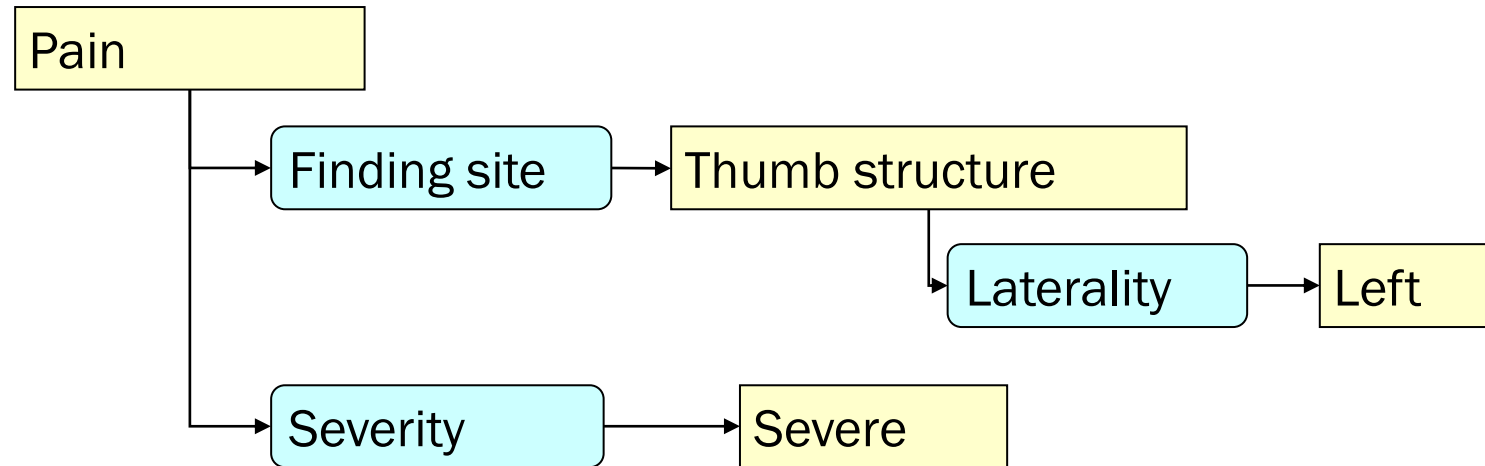 Pain
Finding site
Thumb structure
Laterality
Left
Severity
Severe